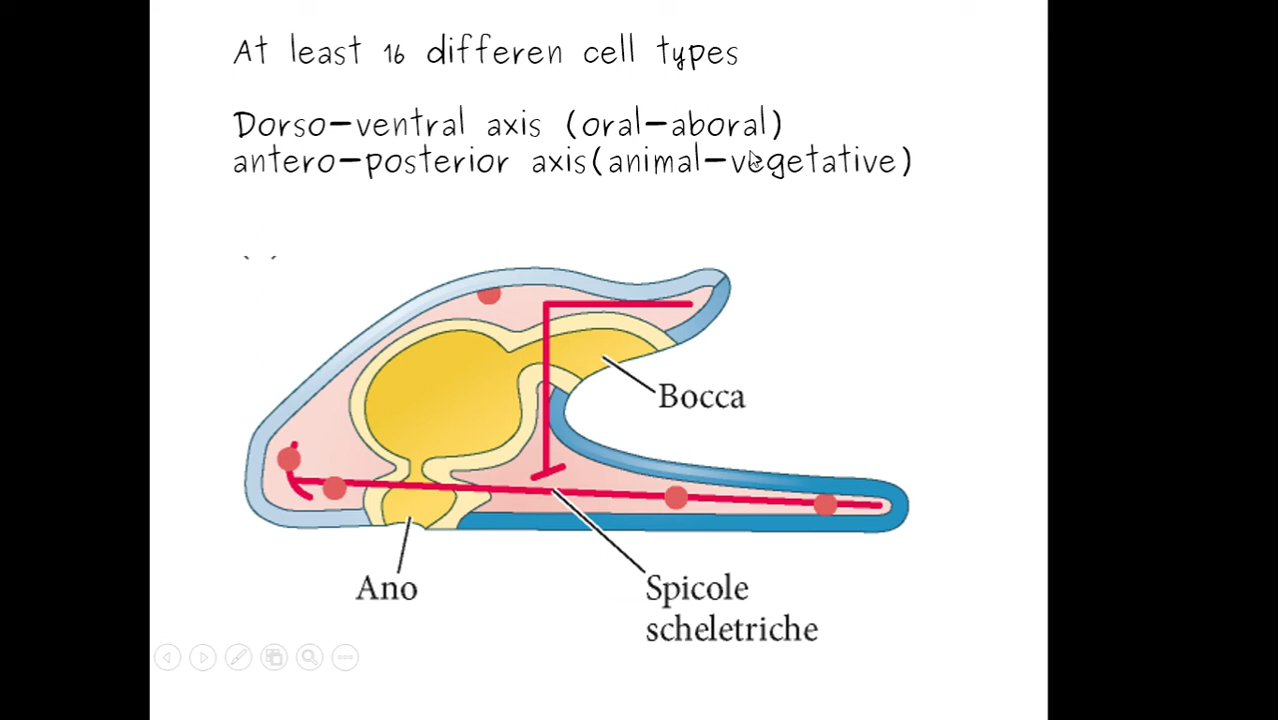 At least 16 differen cell types
Dorso-ventral axis (oral-aboral)
antero-posterior axis(animal-vegetative)
Bocca
Ano
Spicole
scheletriche